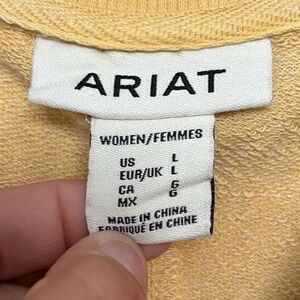 ARIAT
WOMEN/FEMMES
US L
EUR/UK L
CA G
MX G
MADE IN CHINA
FABRIQUÉ EN CHINE